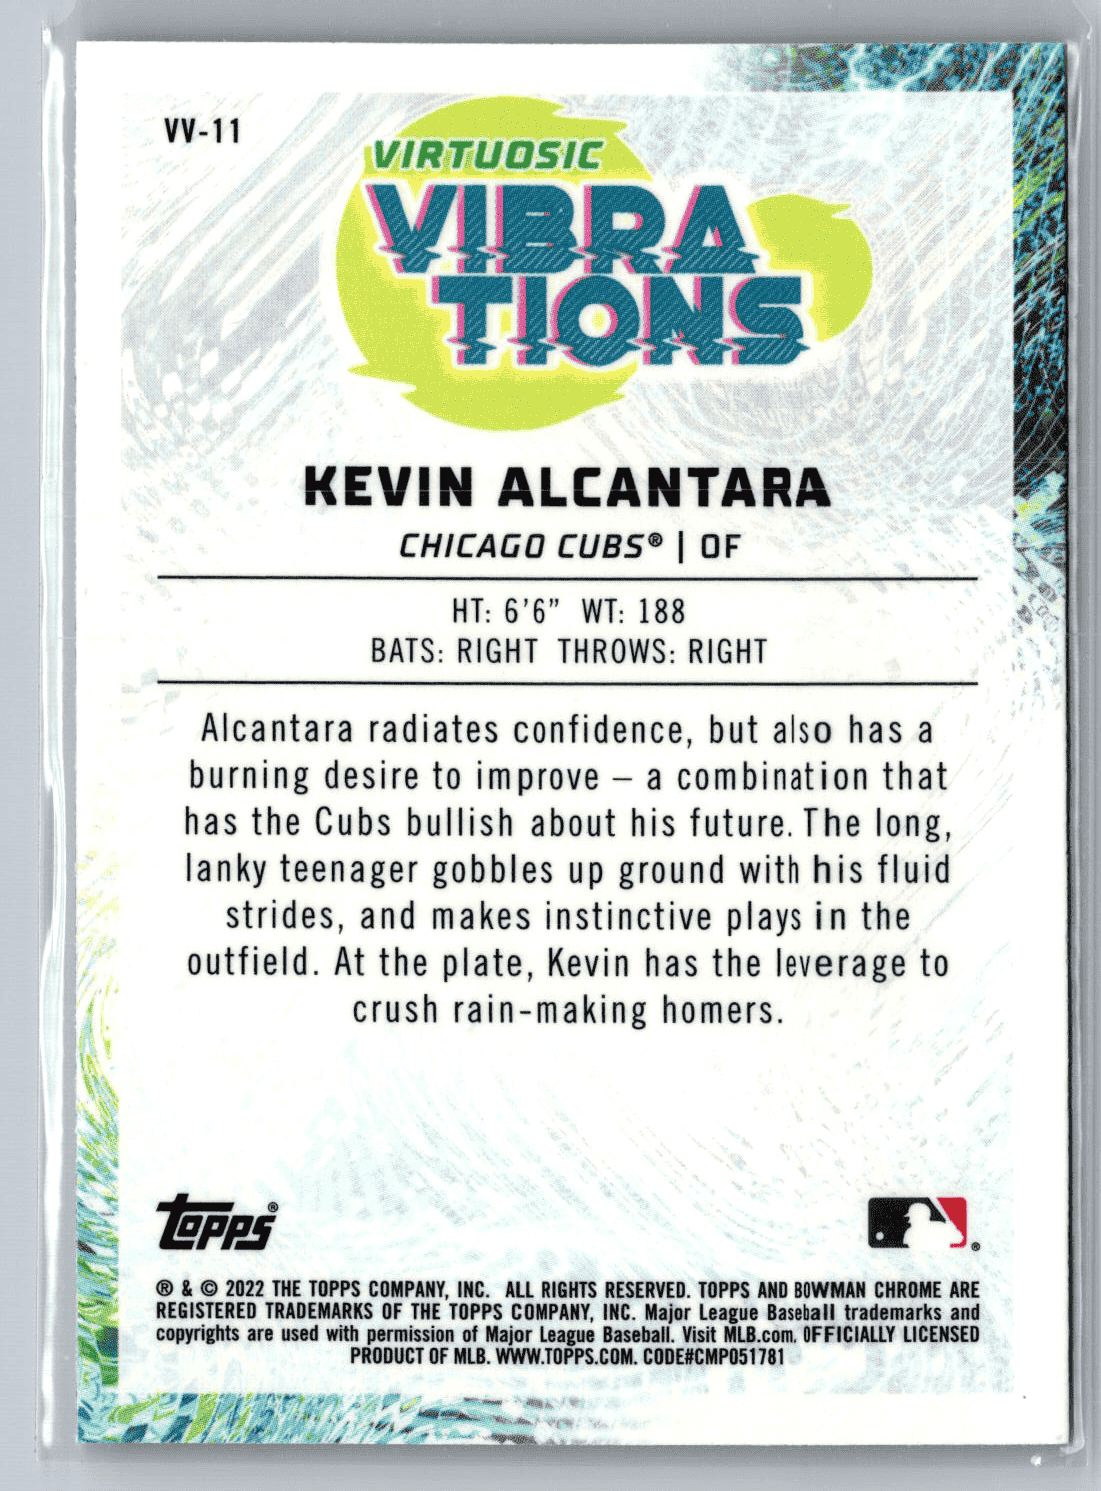 VV-11
VIRTUOSIC
VIBRA
TIONS
KEVIN ALCANTARA
CHICAGO CUBS® | OF
HT: 6'6” WT: 188
BATS: RIGHT THROWS: RIGHT
Alcantara radiates confidence, but also has a
burning desire to improve – a combination that
has the Cubs bullish about his future. The long,
lanky teenager gobbles up ground with his fluid
strides, and makes instinctive plays in the
outfield. At the plate, Kevin has the leverage to
crush rain-making homers.
Topps®
®
® & © 2022 THE TOPPS COMPANY, INC. ALL RIGHTS RESERVED. TOPPS AND BOWMAN CHROME ARE
REGISTERED TRADEMARKS OF THE TOPPS COMPANY, INC. Major League Baseball trademarks and
copyrights are used with permission of Major League Baseball. Visit MLB.com. OFFICIALLY LICENSED
PRODUCT OF MLB. WWW.TOPPS.COM. CODE#CMP051781